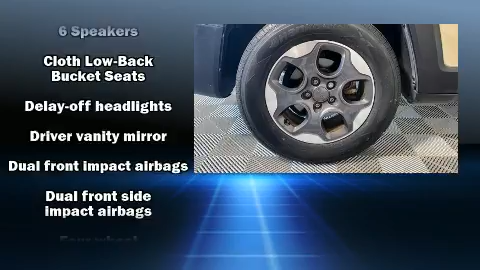 6 Speakers
Cloth Low-Back
Bucket Seats
Delay-off headlights
Driver vanity mirror
Dual front impact airbags
Dual front side
impact airbags